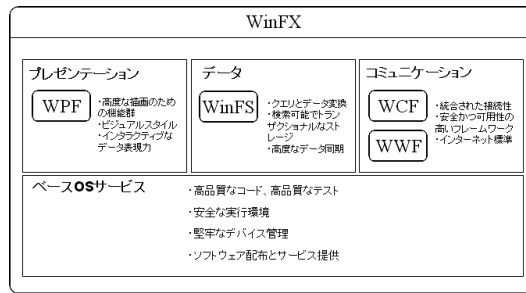 WinFX
プレゼンテーション
WPF
・高度な描画のため
の機能群
・ビジュアルスタイル
・インタラクティブな
データ表現力
データ
WinFS
・クエリとデータ変換
・検索可能でトラン
ザクショナルなスト
レージ
・高度なデータ同期
コミュニケーション
WCF
WWF
・統合された接続性
・安全かつ可用性の
高いフレームワーク
・インターネット標準
ベースOSサービス
・高品質なコード、高品質なテスト
・安全な実行環境
・堅牢なデバイス管理
・ソフトウェア配布とサービス提供